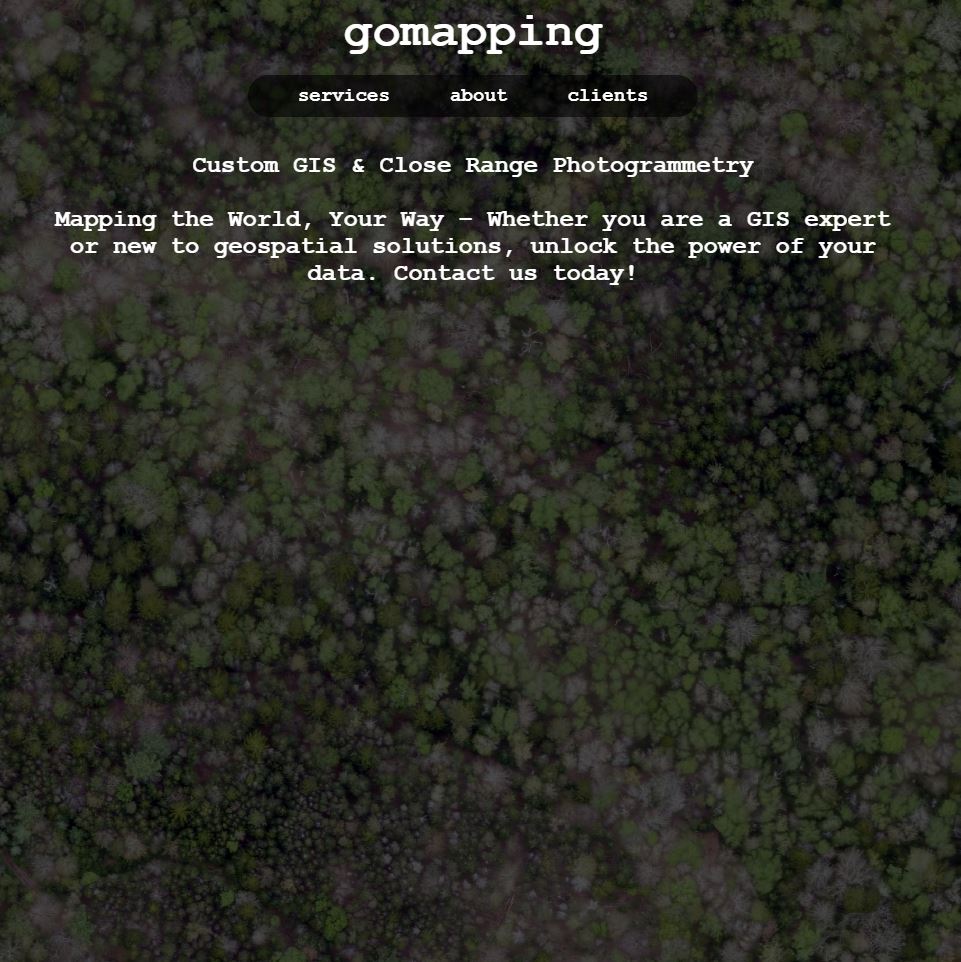 gomapping
services about clients
Custom GIS & Close Range Photogrammetry
Mapping the World, Your Way – Whether you are a GIS expert
or new to geospatial solutions, unlock the power of your
data. Contact us today!